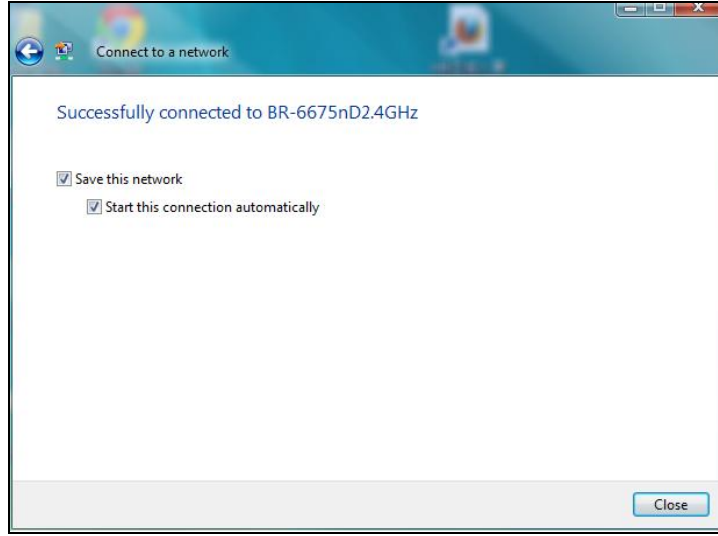 Connect to a network
Successfully connected to BR-6675nD2.4GHz
Save this network
Start this connection automatically
Close